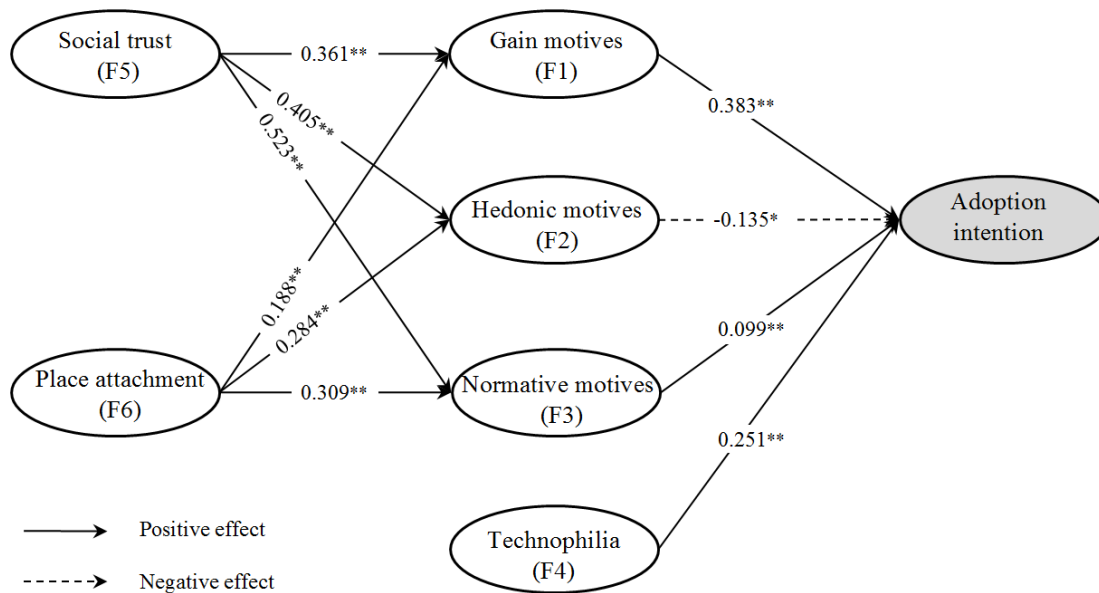 Social trust
(F5)
0.361**
Gain motives
(F1)
0.405**
0.523**
0.383**
Hedonic motives
(F2)
-0.135*
Adoption
intention
0.188**
0.284**
0.099**
Place attachment
(F6)
0.309**
Normative motives
(F3)
0.251**
Positive effect
Technophilia
(F4)
Negative effect